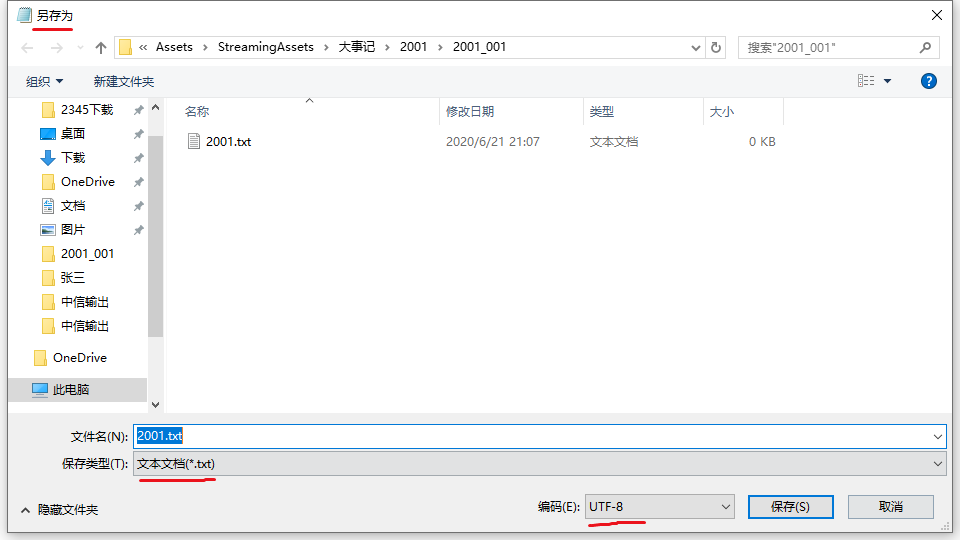 另存为
« Assets › StreamingAssets › 大事记 › 2001 › 2001_001
搜索"2001_001"
组织 新建文件夹
2345下载
桌面
下载
OneDrive
文档
图片
2001_001
张三
中信输出
中信输出
OneDrive
此电脑
名称 修改日期 类型 大小
2001.txt 2020/6/21 21:07 文本文档 0 KB
文件名(N): 2001.txt
保存类型(T): 文本文档(*.txt)
隐藏文件夹 编码(E): UTF-8 保存(S) 取消